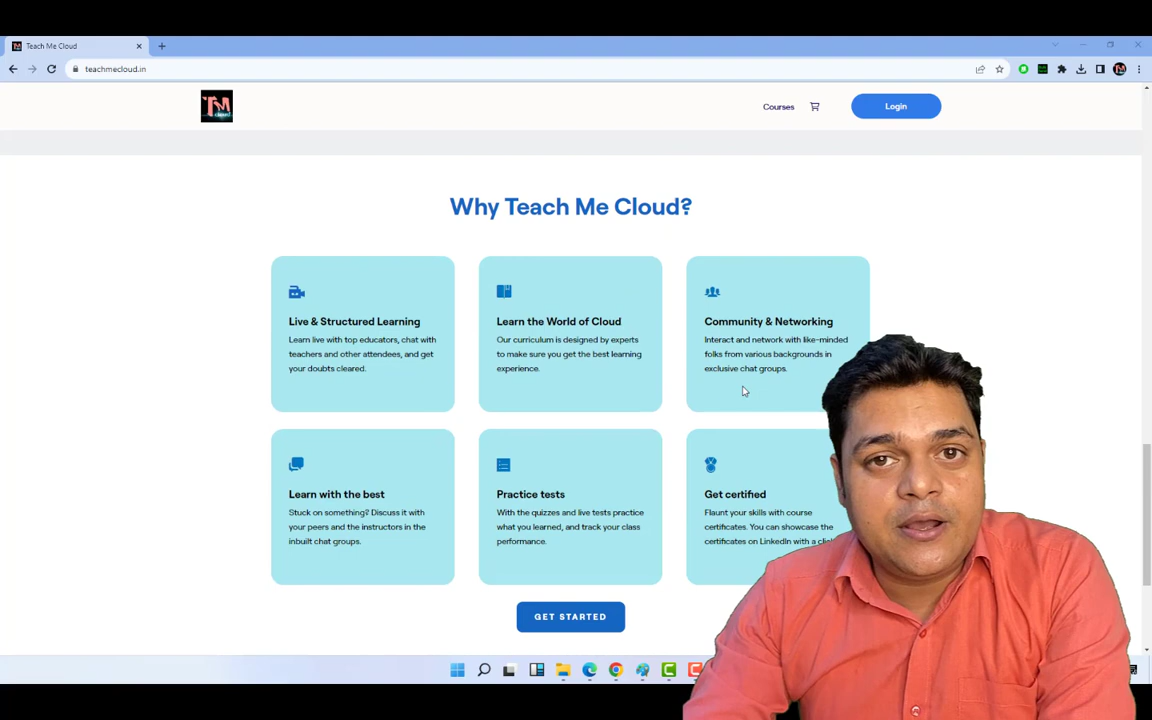 Teach Me Cloud
teachmecloud.in
TM
cloud
Courses
Login
Why Teach Me Cloud?
Live & Structured Learning
Learn live with top educators, chat with
teachers and other attendees, and get
your doubts cleared.
Learn the World of Cloud
Our curriculum is designed by experts
to make sure you get the best learning
experience.
Community & Networking
Interact and network with like-minded
folks from various backgrounds in
exclusive chat groups.
Learn with the best
Stuck on something? Discuss it with
your peers and the instructors in the
inbuilt chat groups.
Practice tests
With the quizzes and live tests practice
what you learned, and track your class
performance.
Get certified
Flaunt your skills with course
certificates. You can showcase the
certificates on LinkedIn with a
GET STARTED